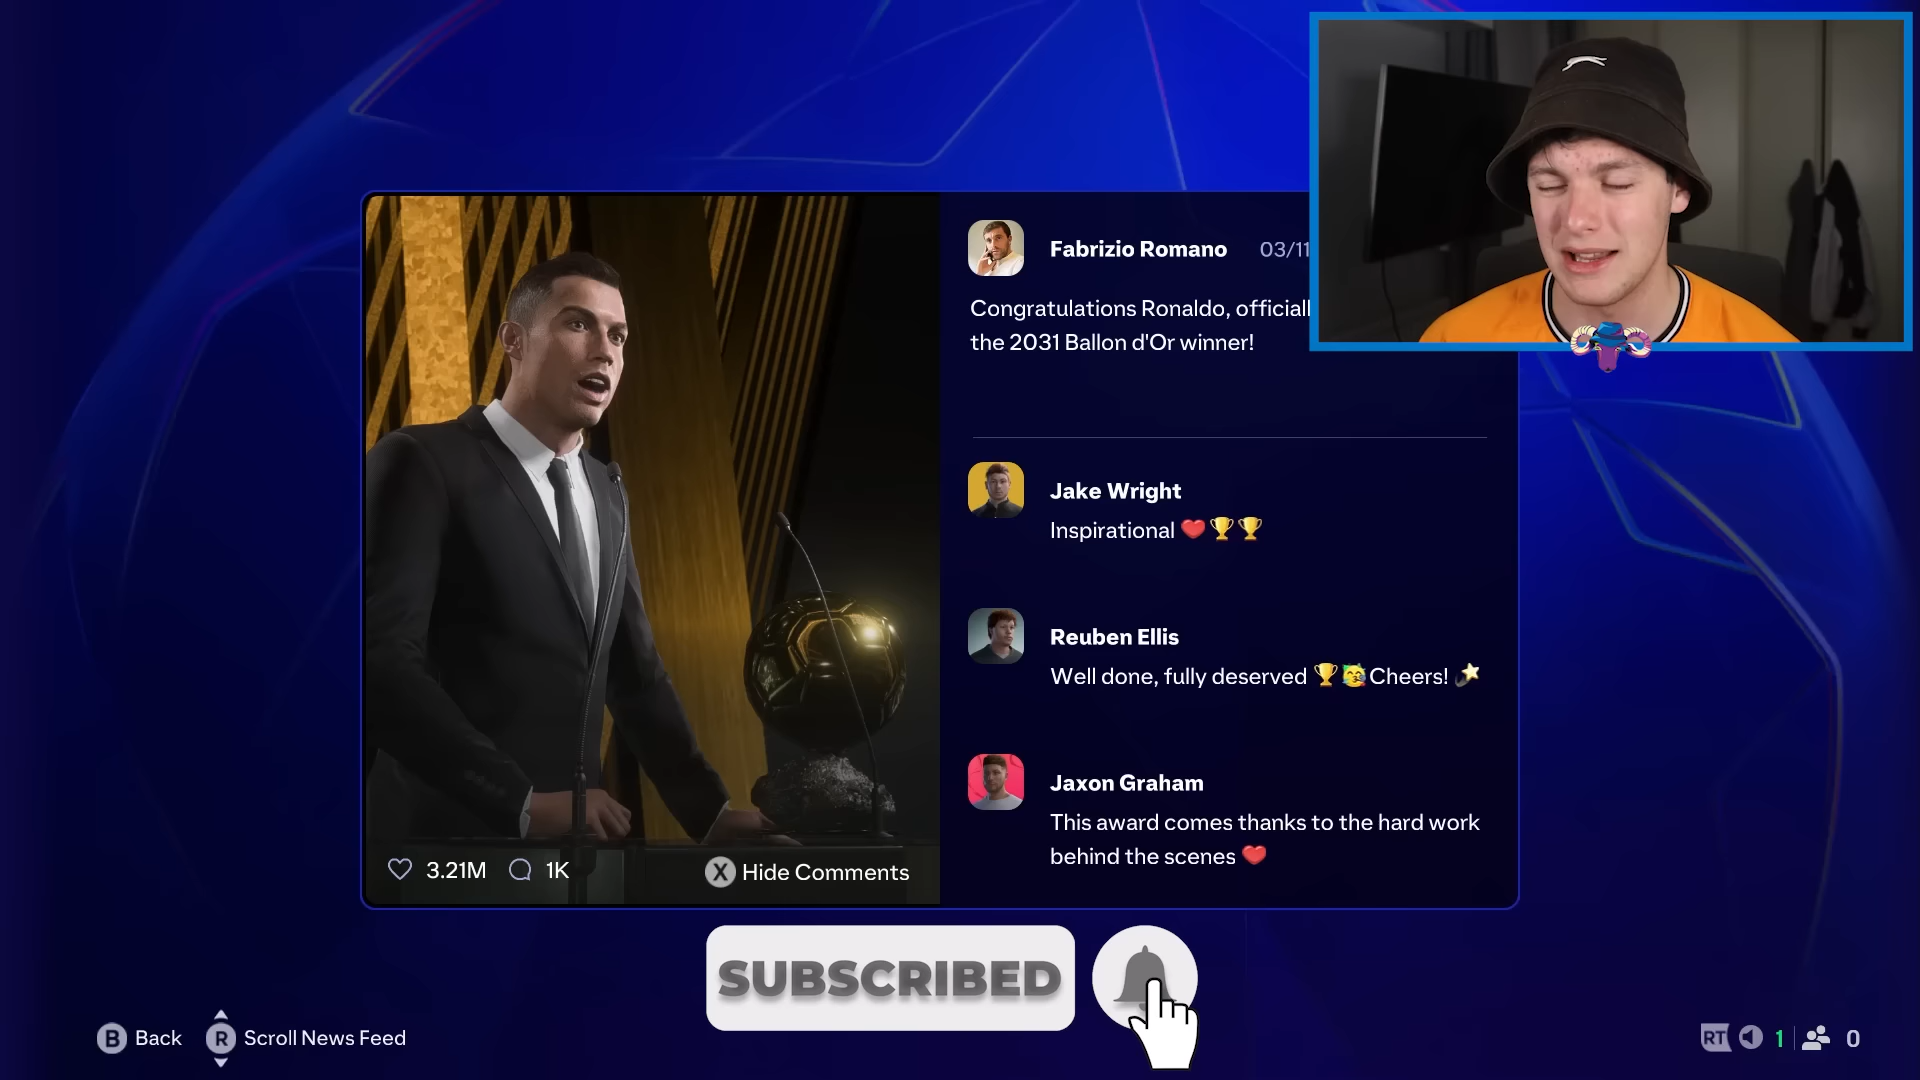 Fabrizio Romano 03/11
Congratulations Ronaldo, officiall
the 2031 Ballon d'Or winner!
Jake Wright
Inspirational ❤️🏆🏆
Reuben Ellis
Well done, fully deserved 🏆🥳Cheers! 🌠
Jaxon Graham
This award comes thanks to the hard work
behind the scenes ❤️
3.21M 1K X Hide Comments
SUBSCRIBED
B Back R Scroll News Feed
RT 1 0